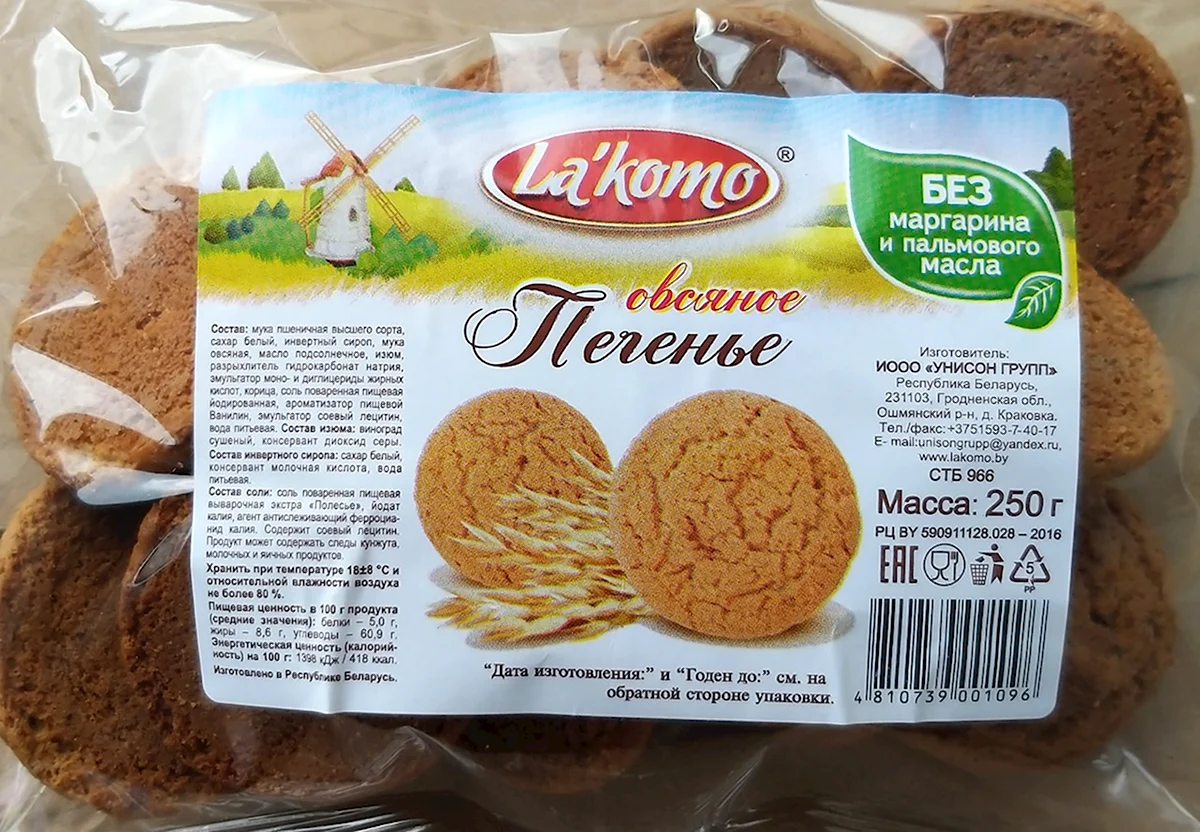 La'komo ®
БЕЗ
маргарина
и пальмового
масла
овсяное
Печенье
Состав: мука пшеничная высшего сорта,
сахар белый, инвертный сироп, мука
овсяная, масло подсолнечное, изюм,
разрыхлитель гидрокарбонат натрия,
эмульгатор моно- и диглицериды жирных
кислот, корица, соль поваренная пищевая
йодированная, ароматизатор пищевой
Ванилин, эмульгатор соевый лецитин,
вода питьевая. Состав изюма: виноград
сушеный, консервант диоксид серы.
Состав инвертного сиропа: сахар белый,
консервант молочная кислота, вода
питьевая.
Состав соли: соль поваренная пищевая
выварочная экстра «Полесье», йодат
калия, агент антислеживающий ферроциа-
нид калия. Содержит соевый лецитин.
Продукт может содержать следы кунжута,
молочных и яичных продуктов.
Хранить при температуре 18±8 °С и
относительной влажности воздуха
не более 80 %.
Пищевая ценность в 100 г продукта
(средние значения): белки – 5,0 г,
жиры – 8,6 г, углеводы – 60,9 г.
Энергетическая ценность (калорий-
ность) на 100 г: 1398 кДж / 418 ккал.
Изготовлено в Республике Беларусь.
Изготовитель:
ИООО «УНИСОН ГРУПП»
Республика Беларусь,
231103, Гродненская обл.,
Ошмянский р-н, д. Краковка.
Тел./факс:+3751593-7-40-17
E- mail:unisongrupp@yandex.ru,
www.lakomo.by
СТБ 966
Масса: 250 г
РЦ BY 590911128.028 – 2016
EAC
5
PP
4 810739 001096
"Дата изготовления:" и "Годен до:" см. на
обратной стороне упаковки.